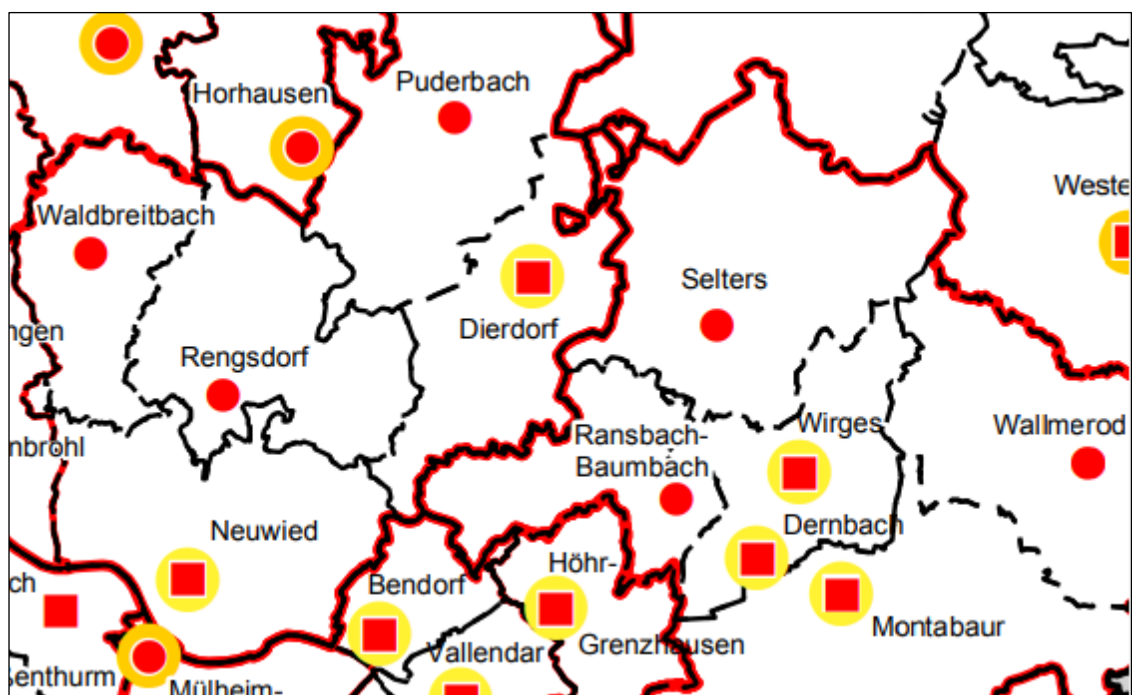 Puderbach
Horhausen
Weste
Waldbreitbach
Selters
Dierdorf
ngen
Rengsdorf
Wirges
Ransbach-
Baumbach
Wallmerod
nbrohl
Dernbach
Neuwied
Höhr-
Grenzhausen
ch
Bendorf
Montabaur
Vallendar
senthurm
Mülheim-